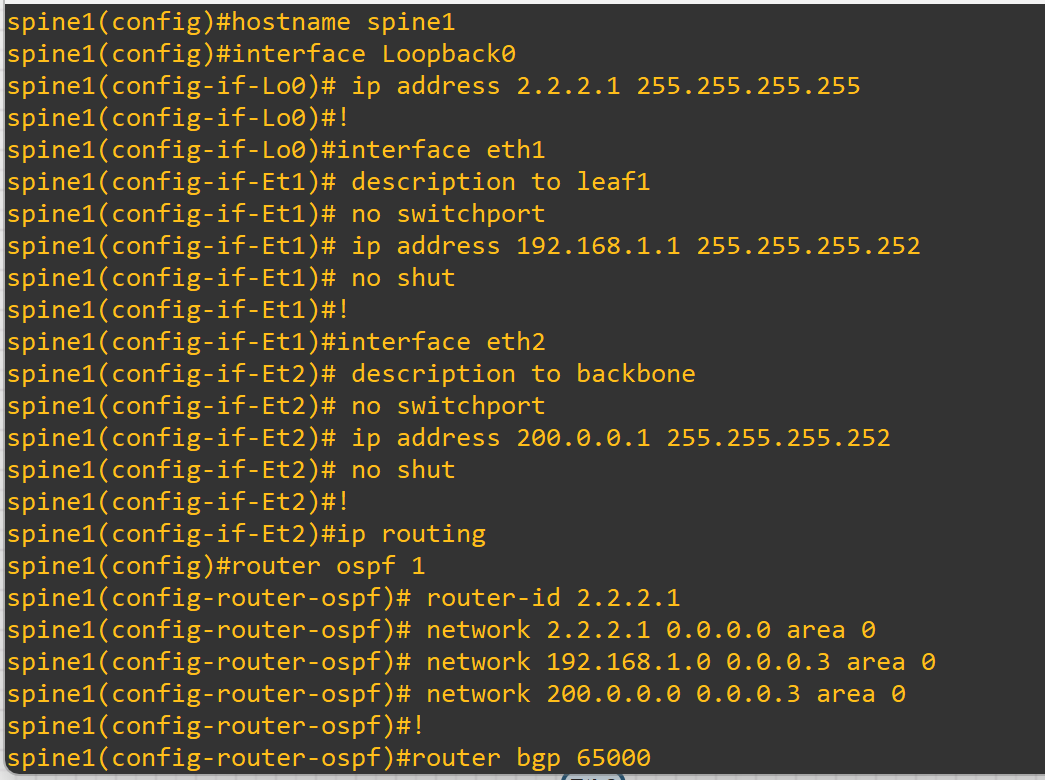 spine1(config)#hostname spine1
spine1(config)#interface Loopback0
spine1(config-if-Lo0)# ip address 2.2.2.1 255.255.255.255
spine1(config-if-Lo0)#!
spine1(config-if-Lo0)#interface eth1
spine1(config-if-Et1)# description to leaf1
spine1(config-if-Et1)# no switchport
spine1(config-if-Et1)# ip address 192.168.1.1 255.255.255.252
spine1(config-if-Et1)# no shut
spine1(config-if-Et1)#!
spine1(config-if-Et1)#interface eth2
spine1(config-if-Et2)# description to backbone
spine1(config-if-Et2)# no switchport
spine1(config-if-Et2)# ip address 200.0.0.1 255.255.255.252
spine1(config-if-Et2)# no shut
spine1(config-if-Et2)#!
spine1(config-if-Et2)#ip routing
spine1(config)#router ospf 1
spine1(config-router-ospf)# router-id 2.2.2.1
spine1(config-router-ospf)# network 2.2.2.1 0.0.0.0 area 0
spine1(config-router-ospf)# network 192.168.1.0 0.0.0.3 area 0
spine1(config-router-ospf)# network 200.0.0.0 0.0.0.3 area 0
spine1(config-router-ospf)#!
spine1(config-router-ospf)#router bgp 65000